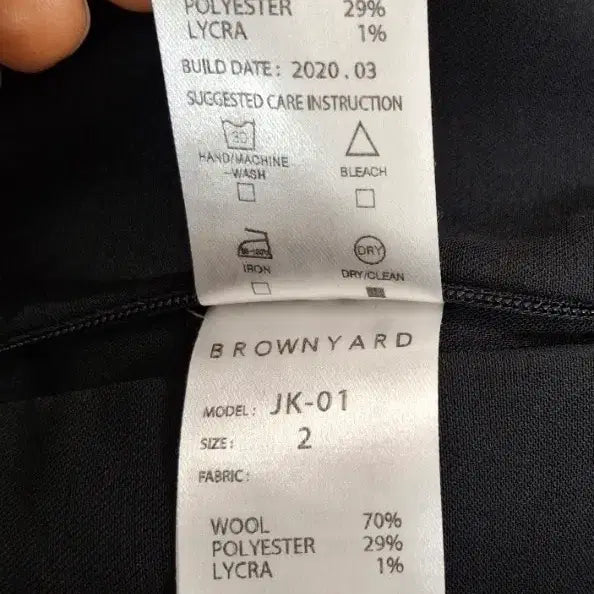 POLYESTER 29%
LYCRA 1%
BUILD DATE: 2020.03
SUGGESTED CARE INSTRUCTION
30
HAND/MACHINE
-WASH
BLEACH
DRY
IRON
DRY/CLEAN
BROWNYARD
MODEL: JK-01
SIZE: 2
FABRIC:
WOOL 70%
POLYESTER 29%
LYCRA 1%